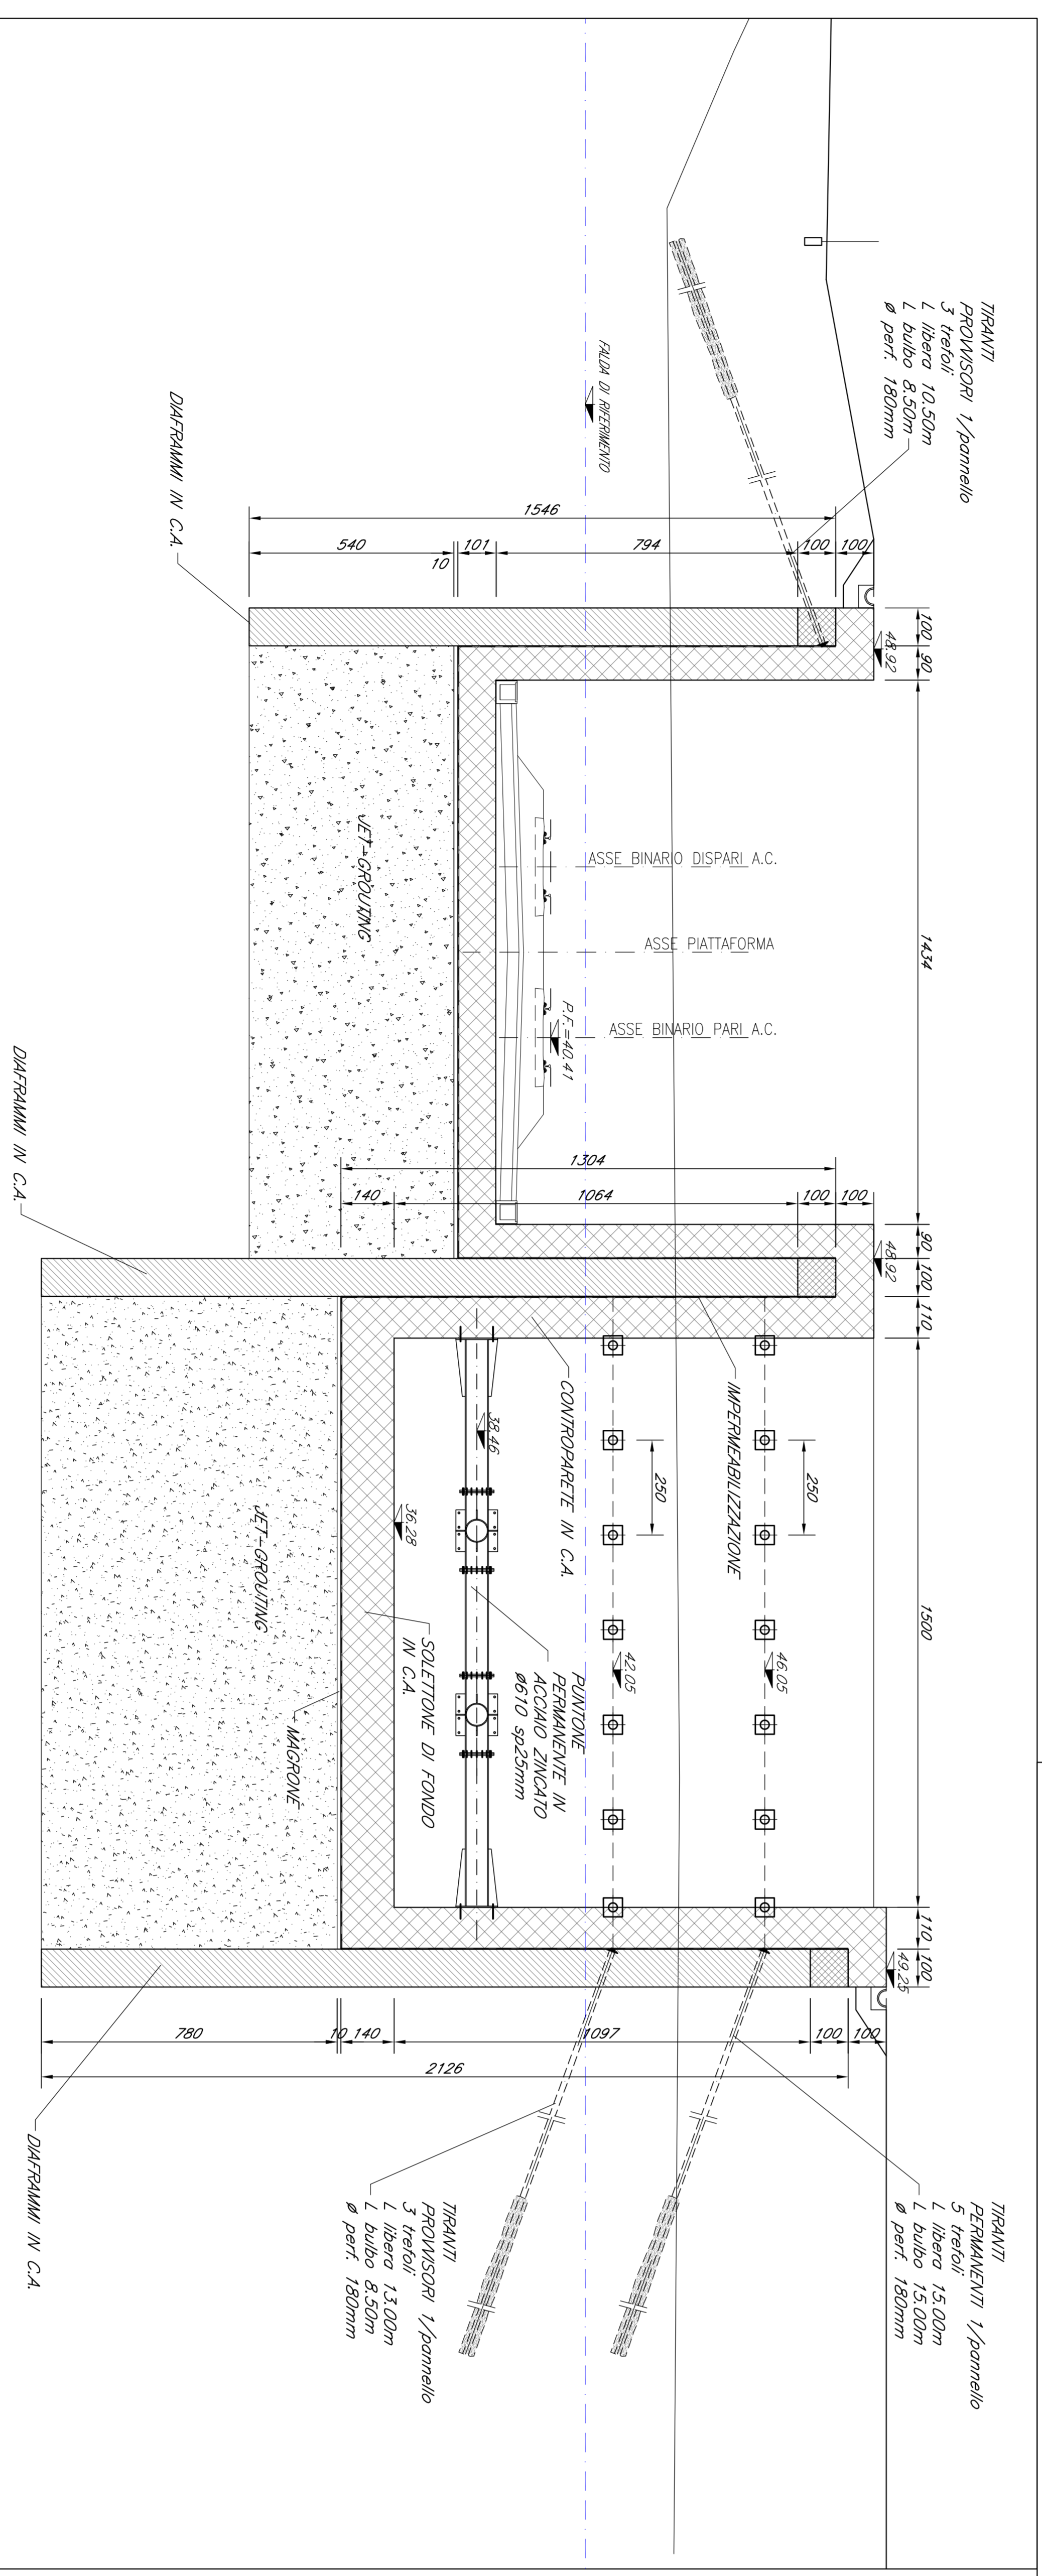 TIRANTI
PROVVISORI 1/pannello
3 trefoli
L libera 10.50m
L bulbo 8.50m
ø perf. 180mm
FALDA DI RIFERIMENTO
DIAFRAMMI IN C.A.
1546
540
10
101
794
100
100
100
90
48.92
1434
JET-GROUTING
ASSE BINARIO DISPARI A.C.
ASSE PIATTAFORMA
ASSE BINARIO PARI A.C.
P.F.=40.41
DIAFRAMMI IN C.A.
1304
140
1064
100
100
90
100
110
48.92
IMPERMEABILIZZAZIONE
CONTROPARETE IN C.A.
250
250
1500
38.46
36.28
46.05
42.05
PUNTONE
PERMANENTE IN
ACCIAIO ZINCATO
ø610 sp25mm
SOLETTONE DI FONDO
IN C.A.
MAGRONE
JET-GROUTING
110
100
49.25
780
10
140
1097
100
100
2126
DIAFRAMMI IN C.A.
TIRANTI
PERMANENTI 1/pannello
5 trefoli
L libera 15.00m
L bulbo 15.00m
ø perf. 180mm
TIRANTI
PROVVISORI 1/pannello
3 trefoli
L libera 13.00m
L bulbo 8.50m
ø perf. 180mm